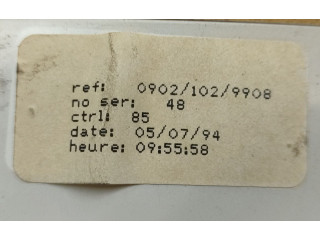 ref: 0902/102/9908
no ser: 48
ctrl: 85
date: 05/07/94
heure: 09:55:58